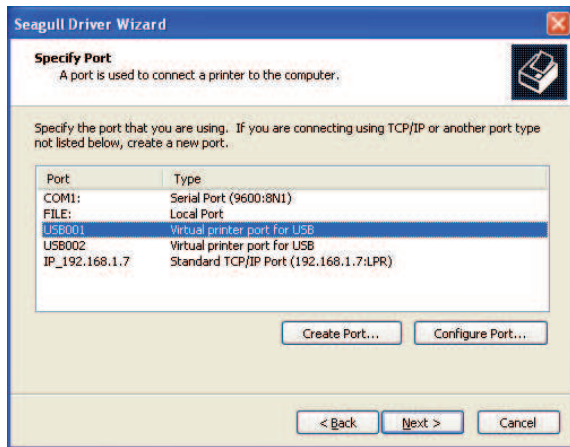 Seagull Driver Wizard
Specify Port
A port is used to connect a printer to the computer.
Specify the port that you are using. If you are connecting using TCP/IP or another port type
not listed below, create a new port.
Port Type
COM1: Serial Port (9600:8N1)
FILE: Local Port
USB001 Virtual printer port for USB
USB002 Virtual printer port for USB
IP_192.168.1.7 Standard TCP/IP Port (192.168.1.7:LPR)
Create Port... Configure Port...
< Back Next > Cancel